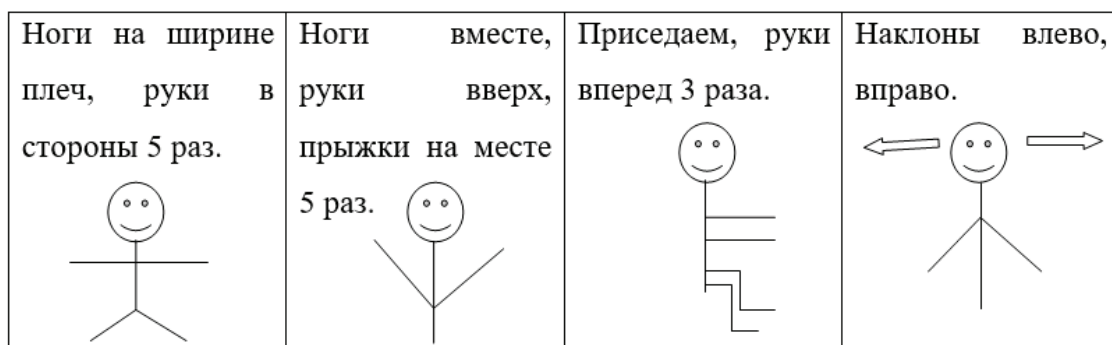 Ноги на ширине
плеч, руки в
стороны 5 раз.
Ноги вместе,
руки вверх,
прыжки на месте
5 раз.
Приседаем, руки
вперед 3 раза.
Наклоны влево,
вправо.